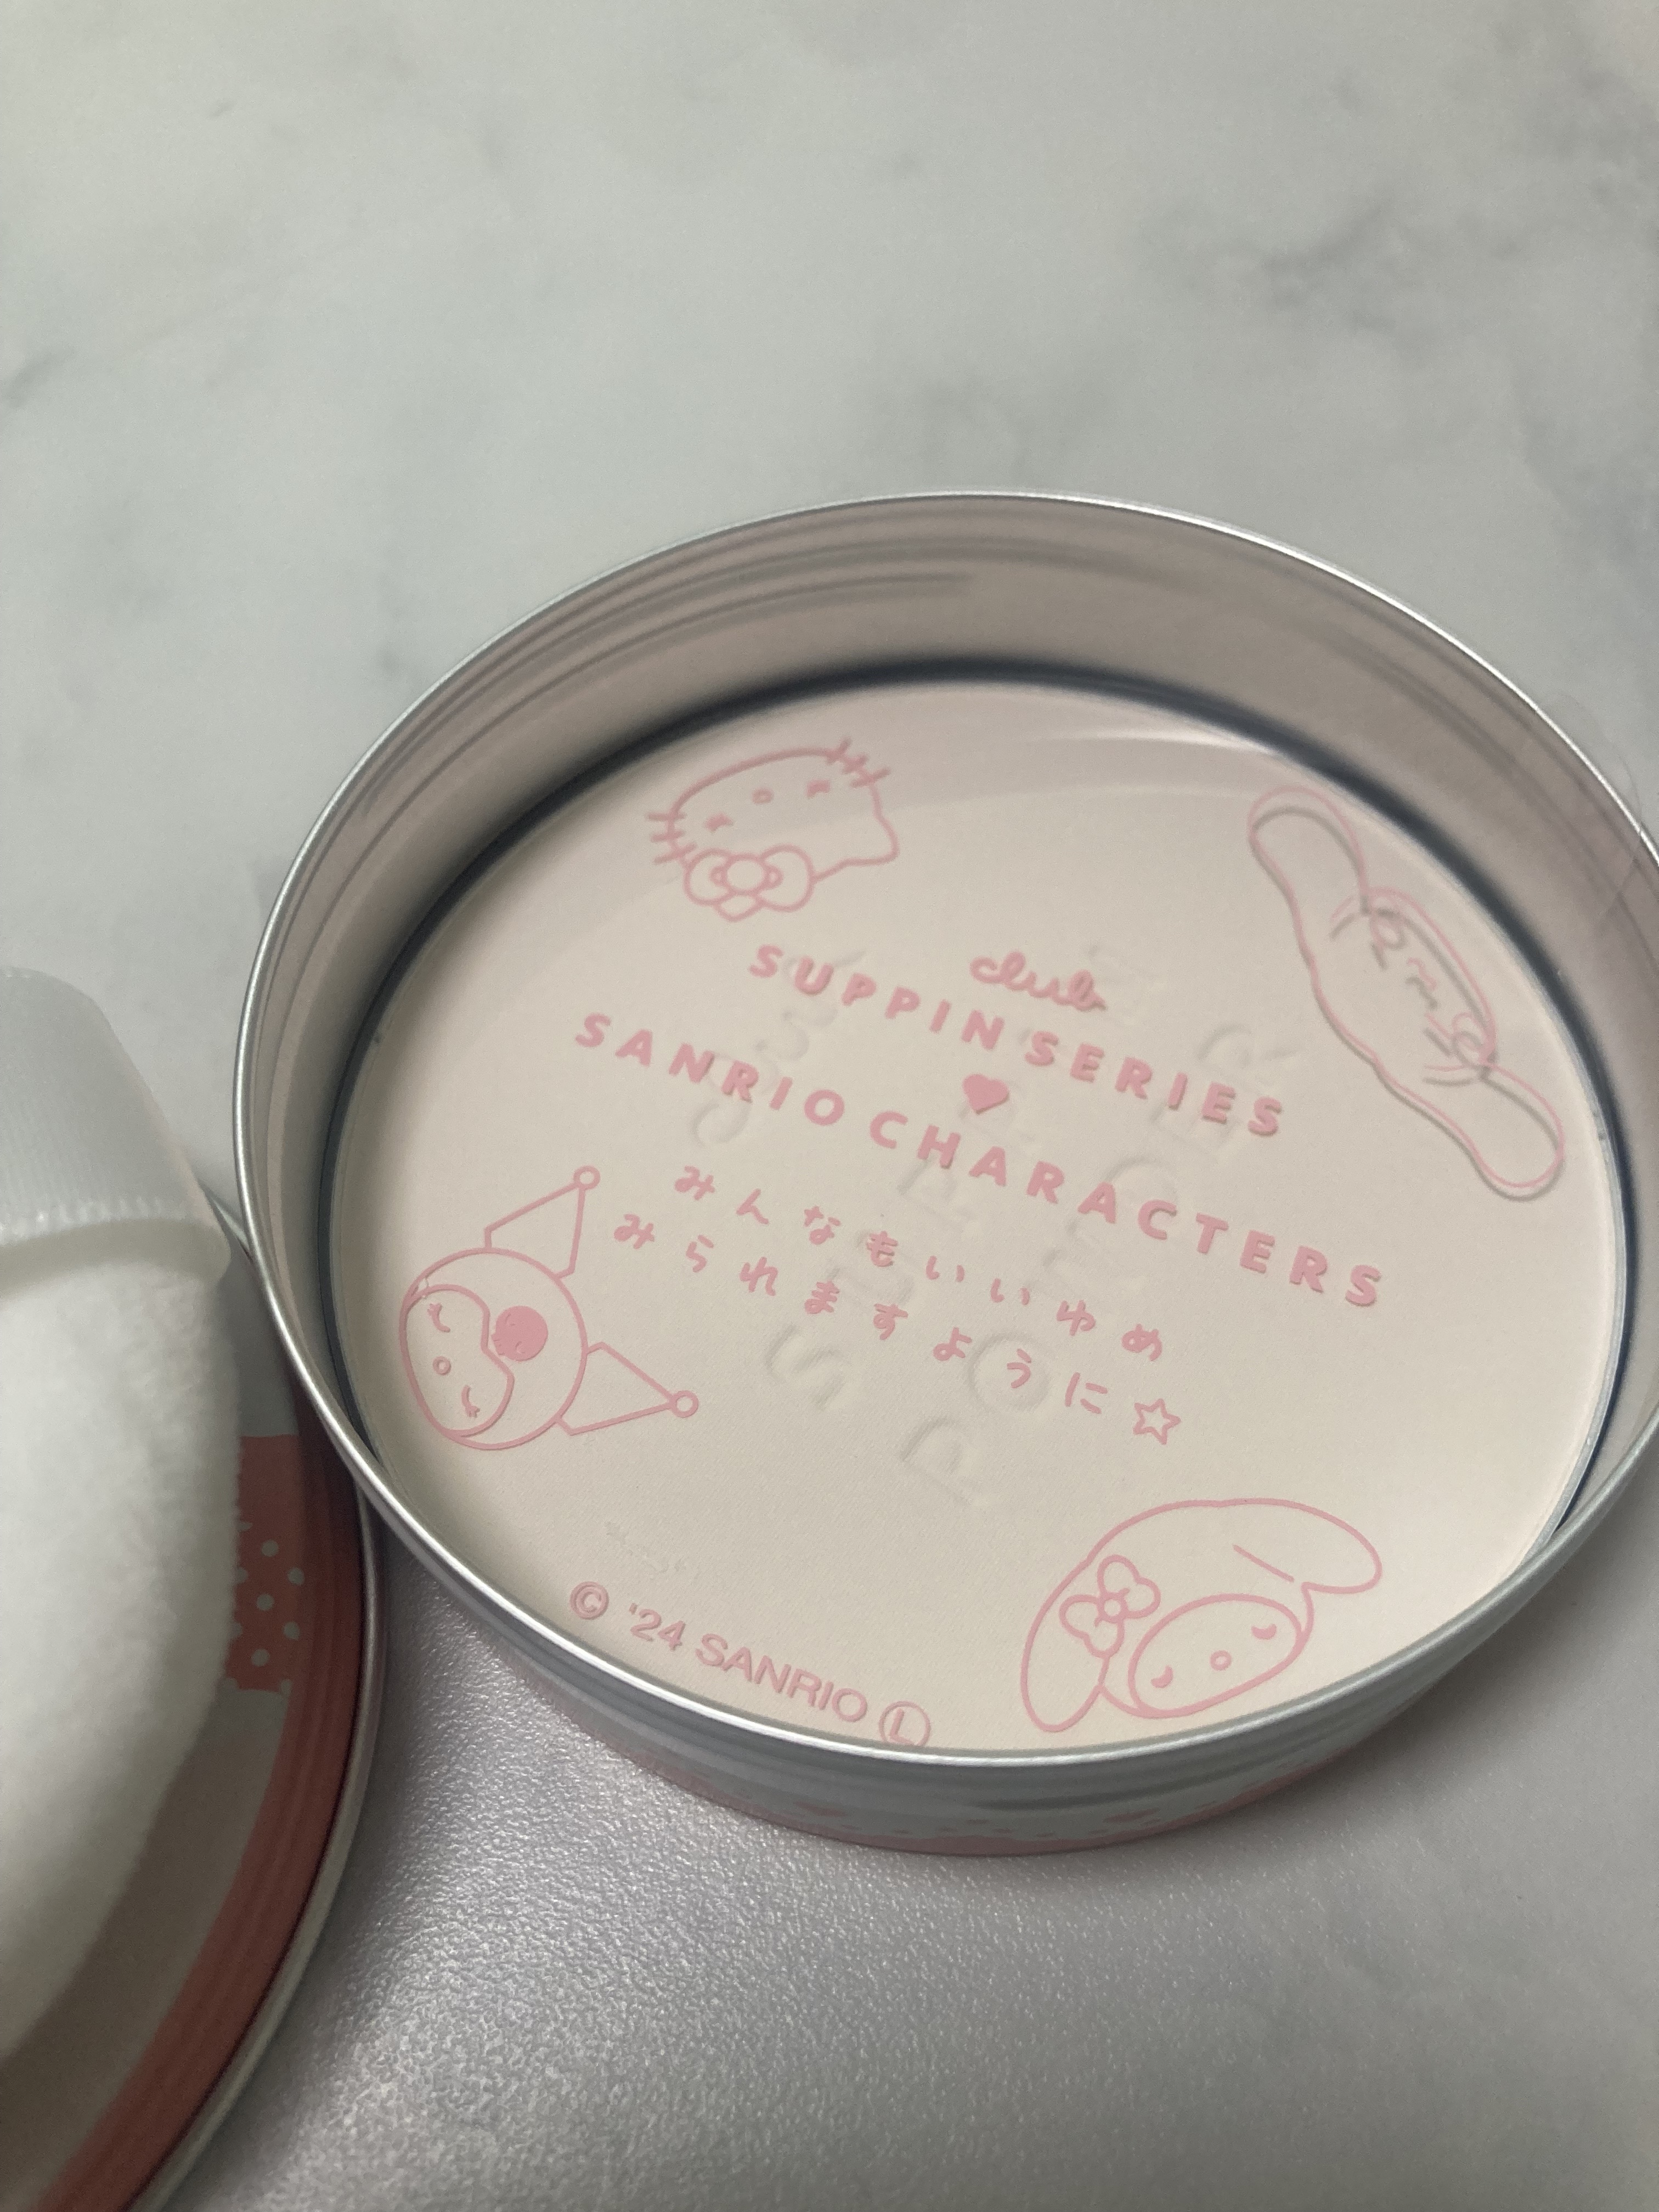 club
SUPPIN SERIES
♥
SANRIO CHARACTERS
みんなもいいゆめ
みられますように☆
© '24 SANRIO Ⓛ